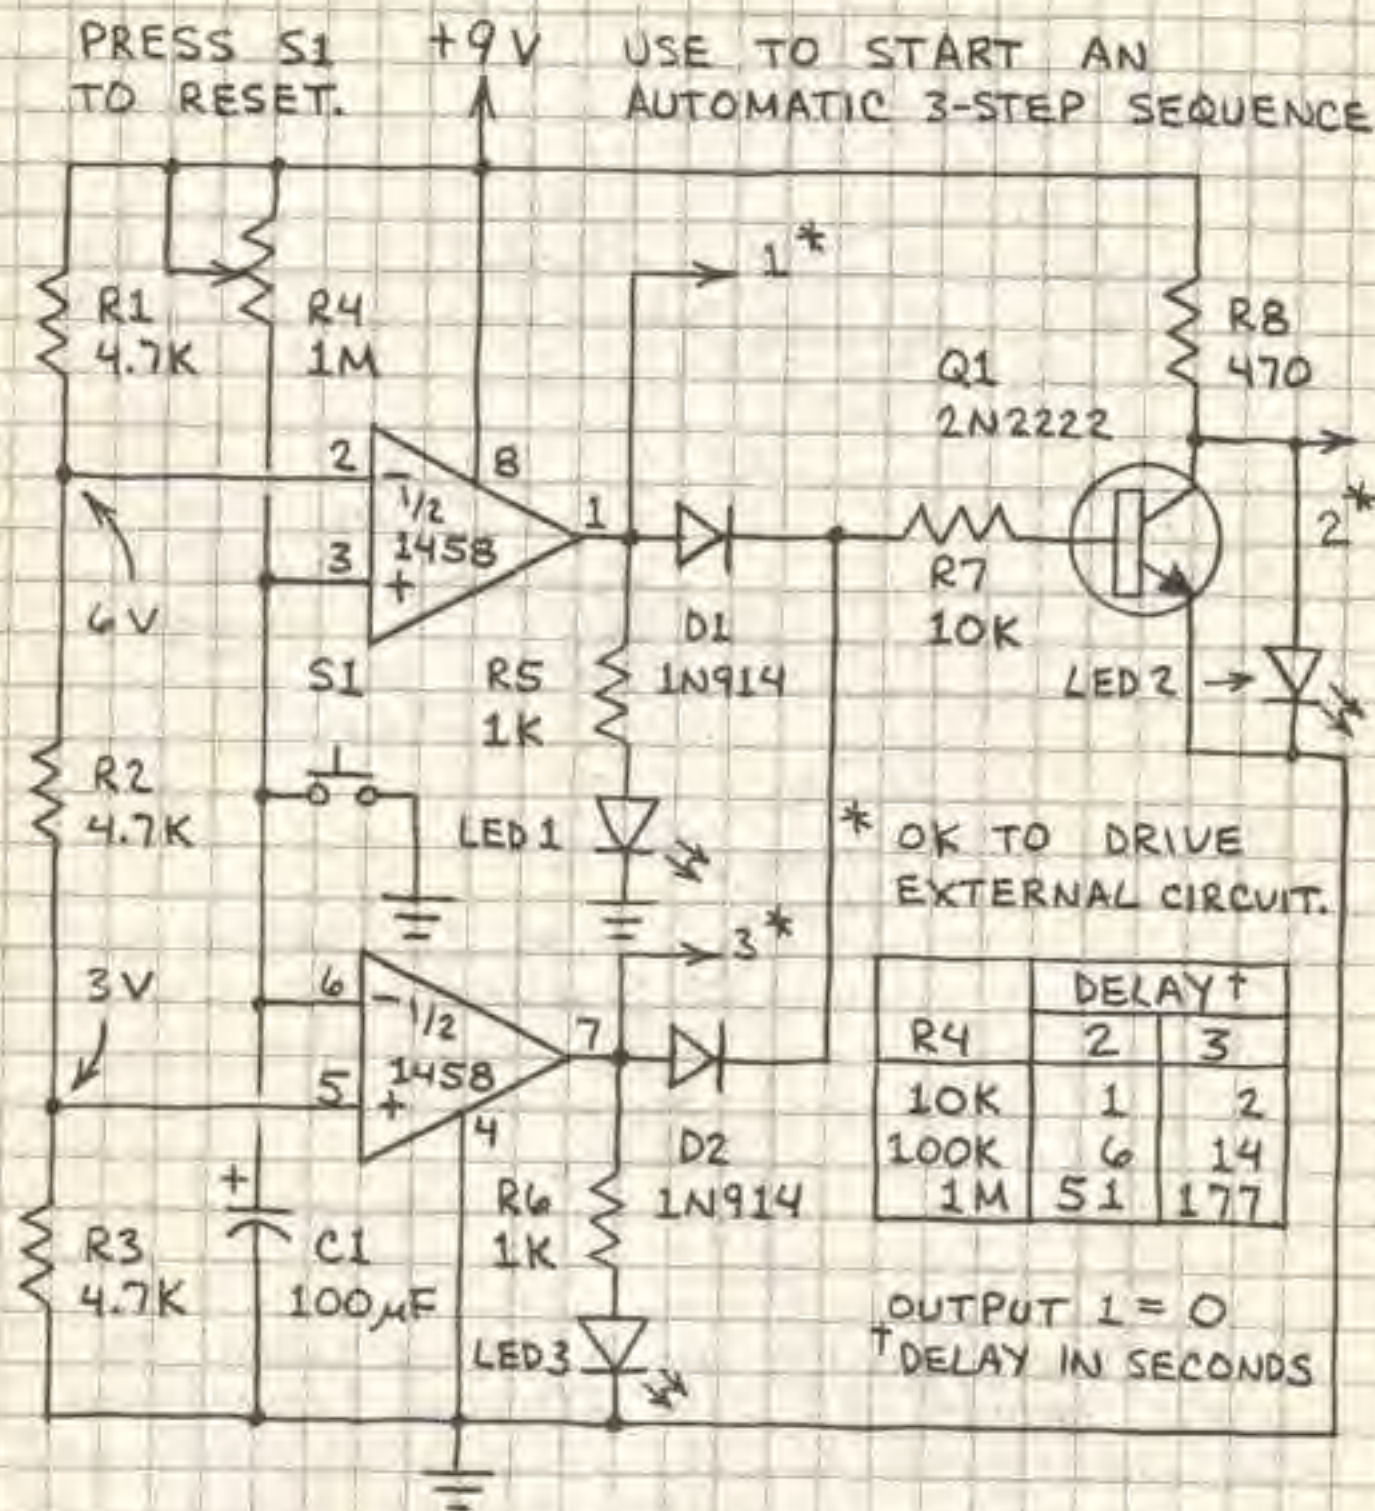 PRESS S1
TO RESET.
+9V
USE TO START AN
AUTOMATIC 3-STEP SEQUENCE
1*
R1
4.7K
R4
1M
R8
470
Q1
2N2222
2
-
8
1/2
1458
1
3
+
2*
6V
R7
10K
D1
1N914
S1
R5
1K
LED 2
R2
4.7K
LED1
* OK TO DRIVE
EXTERNAL CIRCUIT.
3*
3V
6
-
1/2
1458
7
5
+
4
DELAY †
R4 2 3
10K 1 2
100K 6 14
1M 51 177
D2
1N914
R6
1K
+
C1
100µF
R3
4.7K
LED3
OUTPUT 1 = 0
† DELAY IN SECONDS